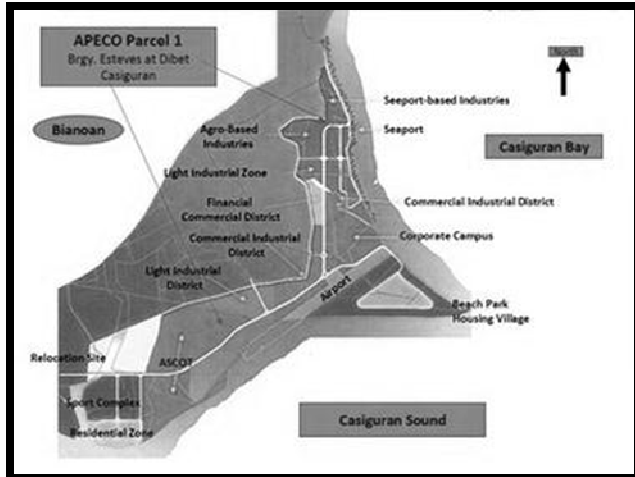 APECO Parcel 1
Brgy. Esteves at Dibet
Casiguran
North
Bianoan
Seeport-based Industries
Agro-Based
Industries
Seaport
Casiguran Bay
Light Industrial Zone
Financial
Commercial District
Commercial Industrial District
Commercial Industrial
District
Corporate Campus
Light Industrial
District
Airport
Beach Park
Housing Village
Relocation Site
ASCOT
Sport Complex
Residential Zone
Casiguran Sound